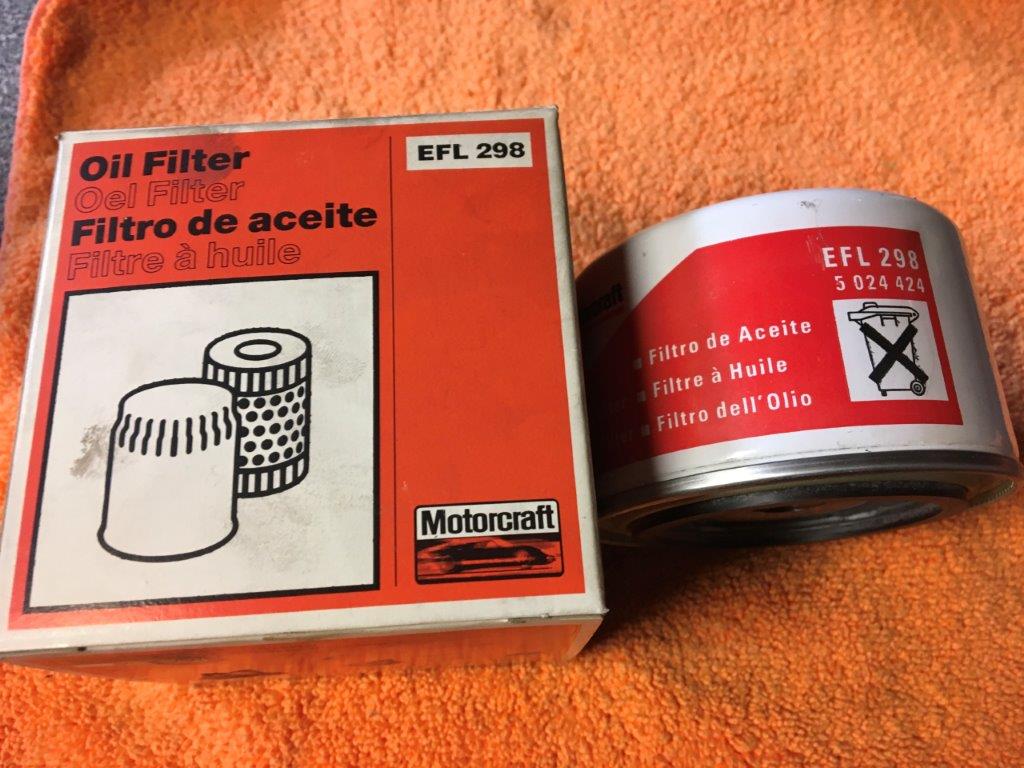 Oil Filter
Oel Filter
Filtro de aceite
Filtre à huile
EFL 298
Motorcraft
EFL 298
5 024 424
■ Filtro de Aceite
■ Filtre à Huile
■ Filtro dell'Olio